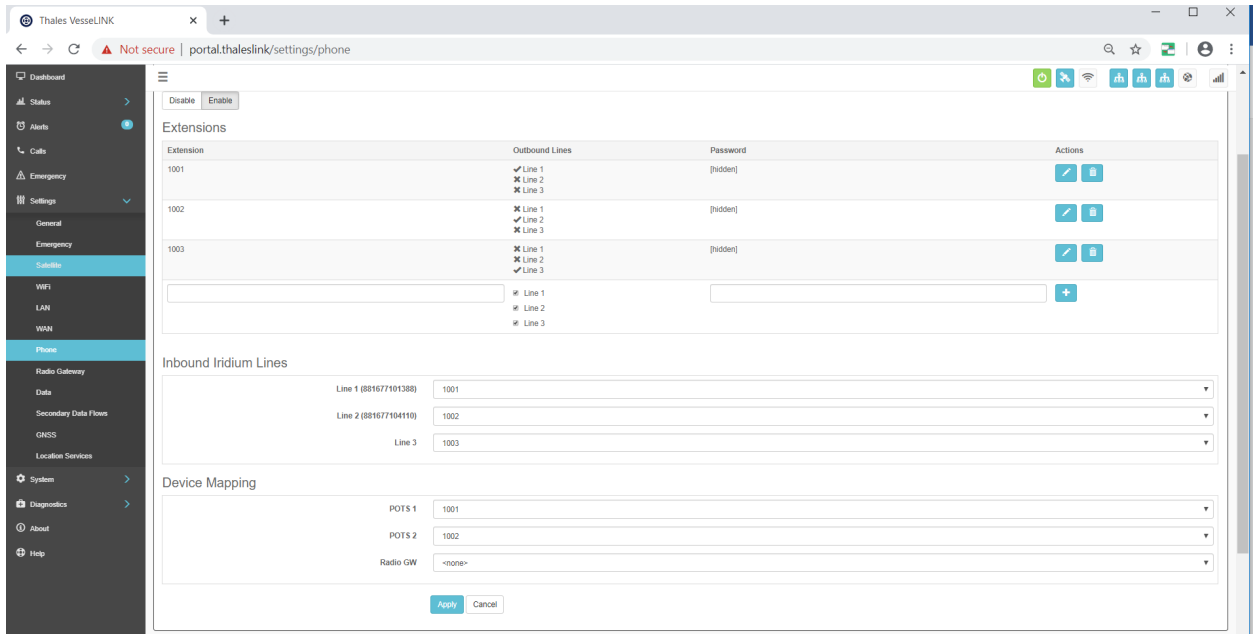 Thales VesseLINK
Not secure | portal.thaleslink/settings/phone
Dashboard
Status
Alerts 0
Calls
Emergency
Settings
General
Emergency
Satellite
WiFi
LAN
WAN
Phone
Radio Gateway
Data
Secondary Data Flows
GNSS
Location Services
System
Diagnostics
About
Help
Disable Enable
Extensions
Extension Outbound Lines Password Actions
1001 Line 1 [hidden]
Line 2
Line 3
1002 Line 1 [hidden]
Line 2
Line 3
1003 Line 1 [hidden]
Line 2
Line 3
Line 1
Line 2
Line 3
Inbound Iridium Lines
Line 1 (881677101388) 1001
Line 2 (881677104110) 1002
Line 3 1003
Device Mapping
POTS 1 1001
POTS 2 1002
Radio GW <none>
Apply Cancel